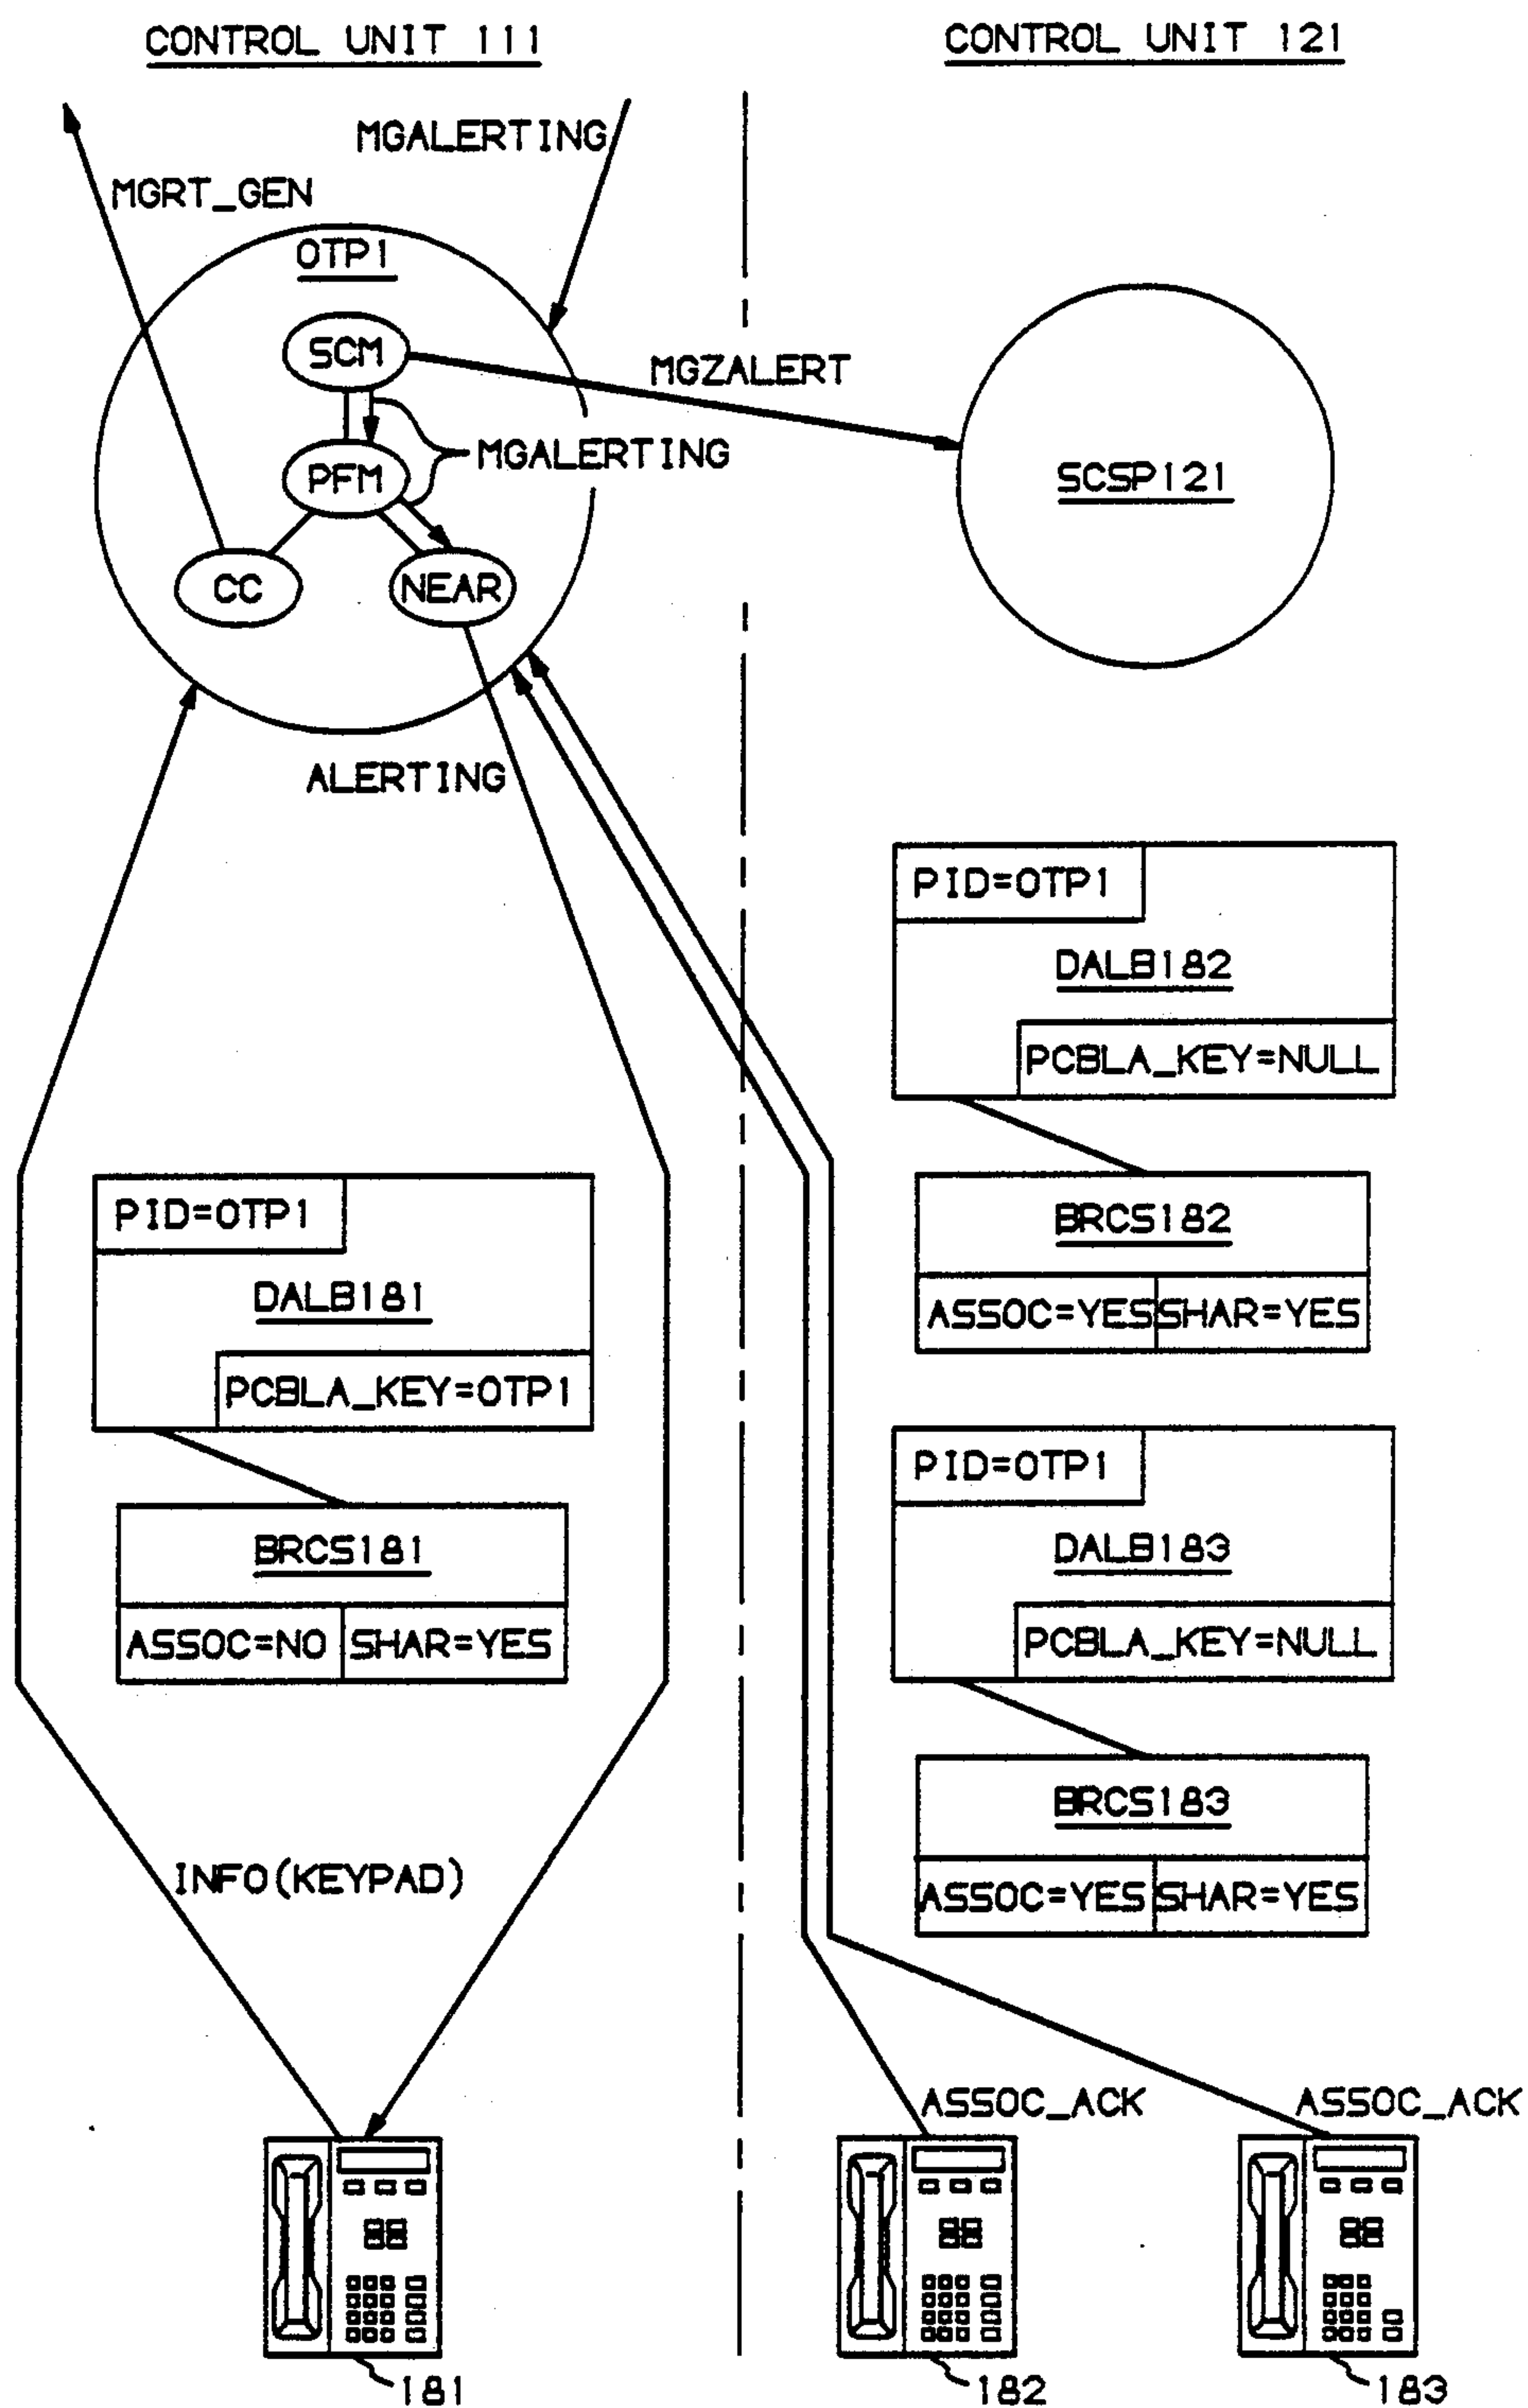 CONTROL UNIT 111
CONTROL UNIT 121
MGALERTING
MGRT_GEN
OTP1
SCM
MGZALERT
MGALERTING
PFM
SCSP121
CC
NEAR
ALERTING
PID=OTP1
DALB182
PCBLA_KEY=NULL
BRCS182
ASSOC=YES SHAR=YES
PID=OTP1
DALB181
PCBLA_KEY=OTP1
BRCS181
ASSOC=NO SHAR=YES
PID=OTP1
DALB183
PCBLA_KEY=NULL
BRCS183
ASSOC=YES SHAR=YES
INFO(KEYPAD)
ASSOC_ACK
ASSOC_ACK
181
182
183